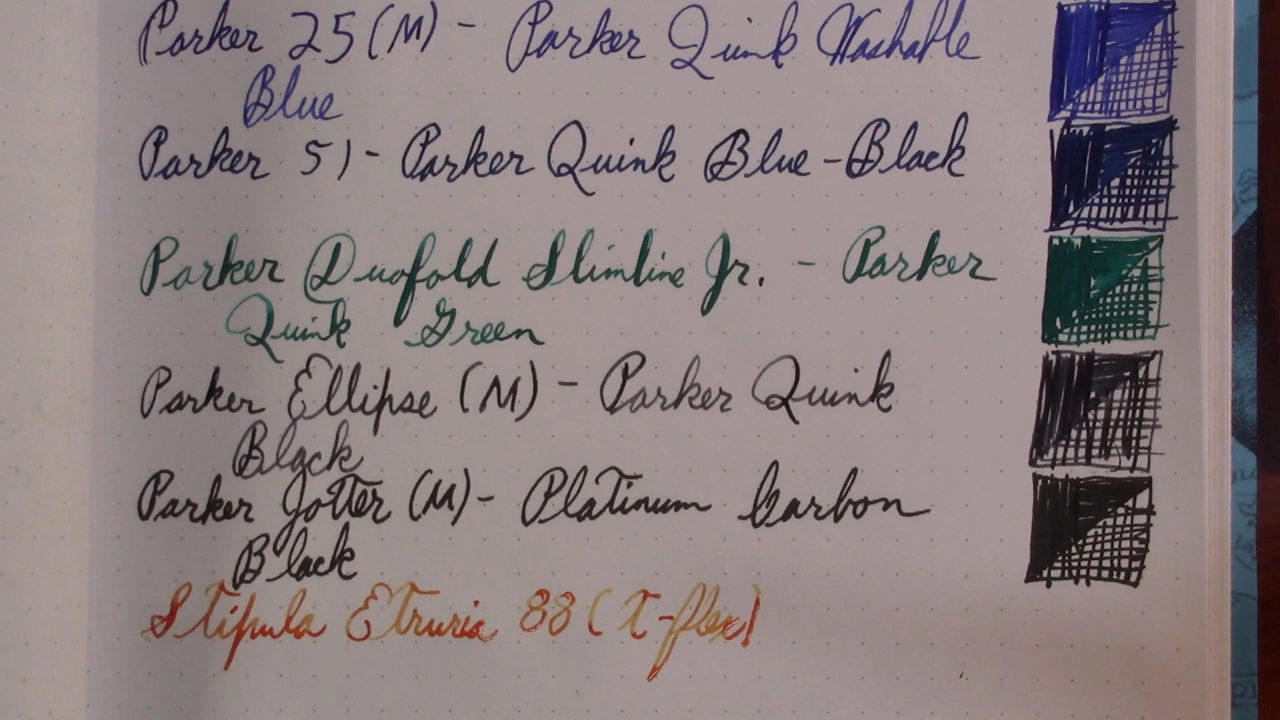 Parker 25 (M) - Parker Quink Washable
Blue
Parker 51 - Parker Quink Blue-Black
Parker Duofold Slimline Jr. - Parker
Quink Green
Parker Ellipse (M) - Parker Quink
Black
Parker Jotter (M) - Platinum Carbon
Black
Stipula Etruria 88 (T-flex)